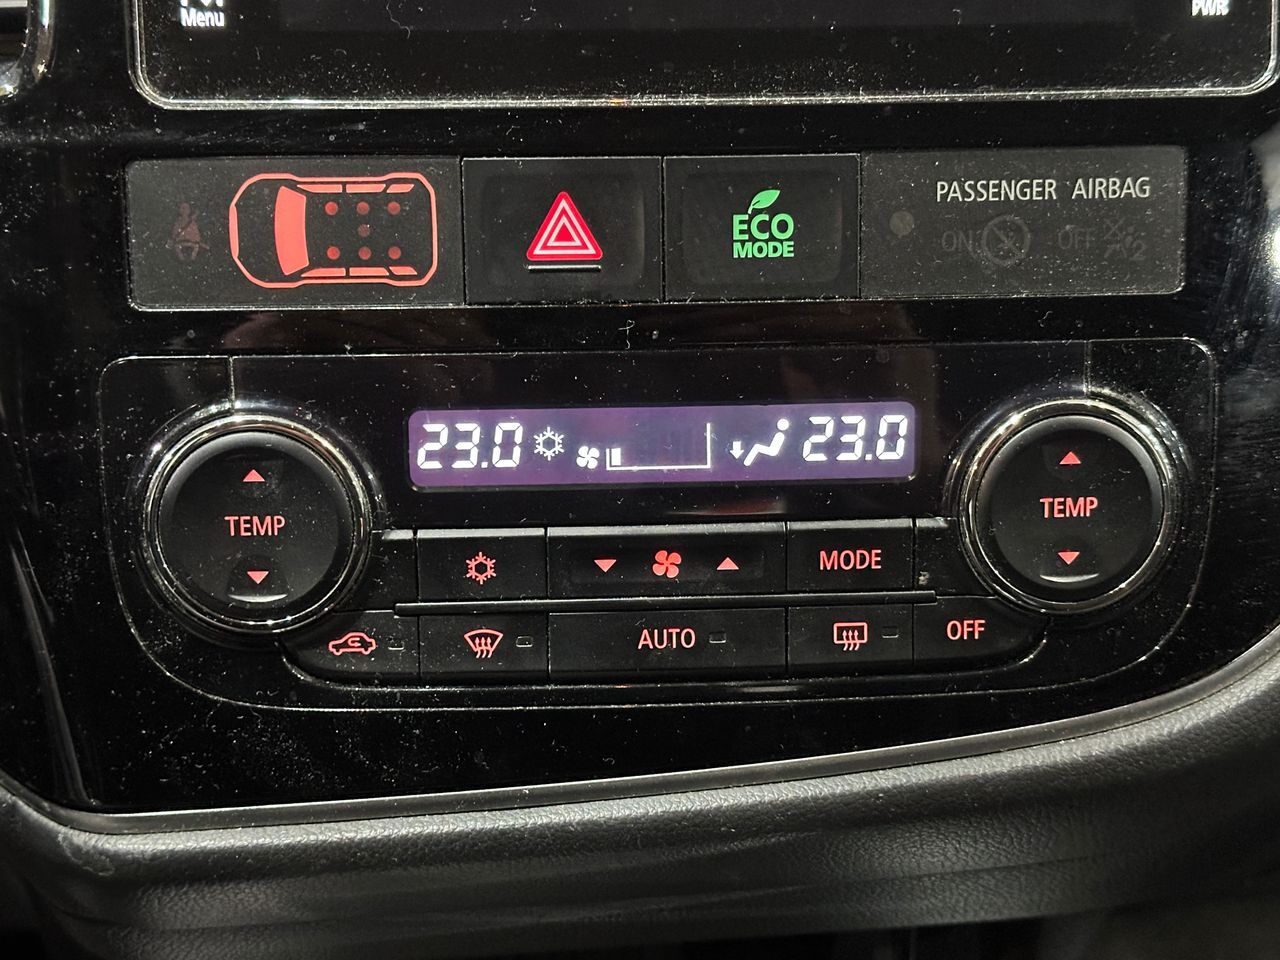 Menu
PWR
PASSENGER AIRBAG
ECO
MODE
ON OFF
23.0 23.0
TEMP
TEMP
MODE
AUTO
OFF